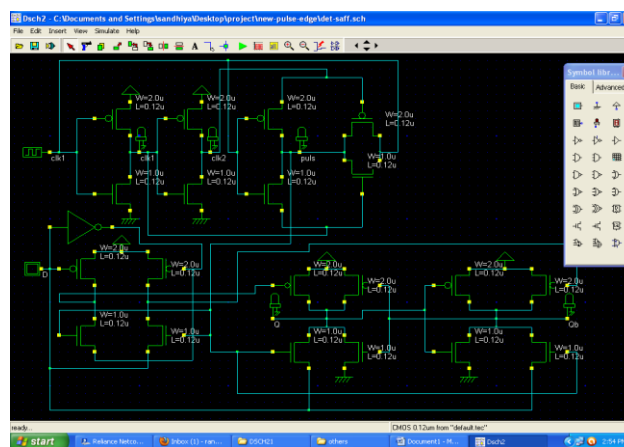 Dsch2 - C:\Documents and Settings\sandhiya\Desktop\project\new-pulse-edge\det-saff.sch
File Edit Insert View Simulate Help
Symbol libr...
Basic Advanced
W=2.0u
L=0.12u
W=2.0u
L=0.12u
W=2.0u
L=0.12u
W=2.0u
L=0.12u
clk1
clk1
clk2
puls
W=1.0u
L=0.12u
W=1.0u
L=0.12u
W=1.0u
L=0.12u
W=1.0u
L=0.12u
D
W=2.0u
L=0.12u
W=2.0u
L=0.12u
W=2.0u
L=0.12u
W=2.0u
L=0.12u
W=2.0u
L=0.12u
W=2.0u
L=0.12u
Q
Qb
W=1.0u
L=0.12u
W=1.0u
L=0.12u
W=1.0u
L=0.12u
W=1.0u
L=0.12u
W=1.0u
L=0.12u
W=1.0u
L=0.12u
ready...
CMOS 0.12um from "default.tec"
start
Reliance Netco...
Inbox (1) - ran...
DSCH21
others
Document1 - M...
Dsch2
2:54 PM